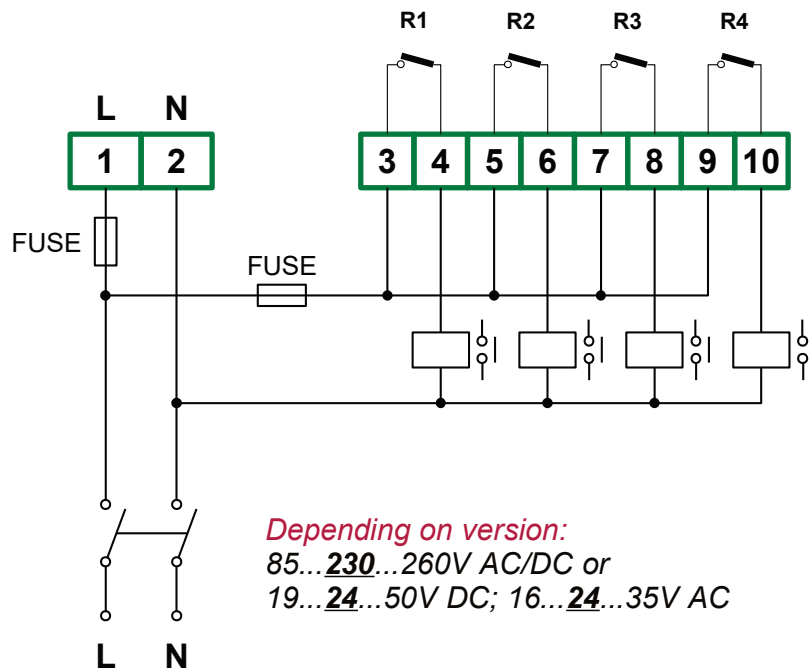 R1 R2 R3 R4
L N
1 2 3 4 5 6 7 8 9 10
FUSE
FUSE
Depending on version:
85...230...260V AC/DC or
19...24...50V DC; 16...24...35V AC
L N